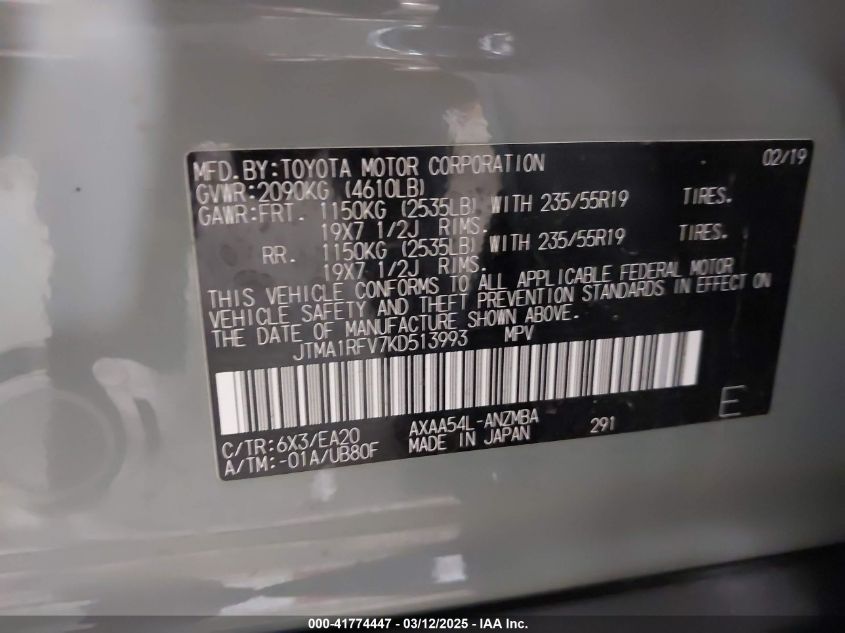 MFD.BY:TOYOTA MOTOR CORPORATION 02/19
GVWR:2090KG (4610LB)
GAWR:FRT. 1150KG (2535LB) WITH 235/55R19 TIRES.
19X7 1/2J RIMS.
RR. 1150KG (2535LB) WITH 235/55R19 TIRES.
19X7 1/2J RIMS.
THIS VEHICLE CONFORMS TO ALL APPLICABLE FEDERAL MOTOR
VEHICLE SAFETY AND THEFT PREVENTION STANDARDS IN EFFECT ON
THE DATE OF MANUFACTURE SHOWN ABOVE.
JTMA1RFV7KD513993 MPV
C/TR:6X3/EA20 AXAA54L-ANZMBA 291 E
A/TM:-01A/UB80F MADE IN JAPAN
000-41774447 - 03/12/2025 - IAA Inc.